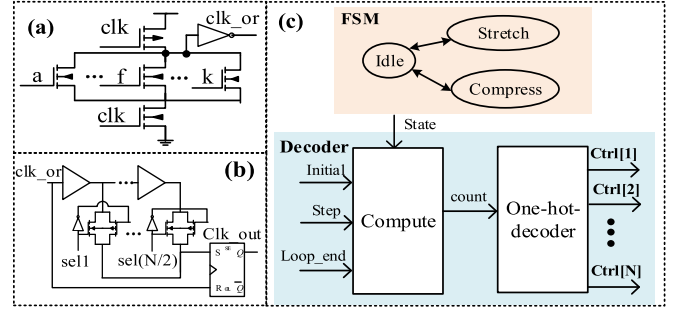 (a)
clk
clk_or
a
...
f
...
k
clk
(b)
clk_or
...
...
sel1
sel(N/2)
Clk_out
S
Q
R
Q
(c)
FSM
Idle
Stretch
Compress
State
Decoder
Initial
Step
Loop_end
Compute
count
One-hot-
decoder
Ctrl[1]
Ctrl[2]
Ctrl[N]